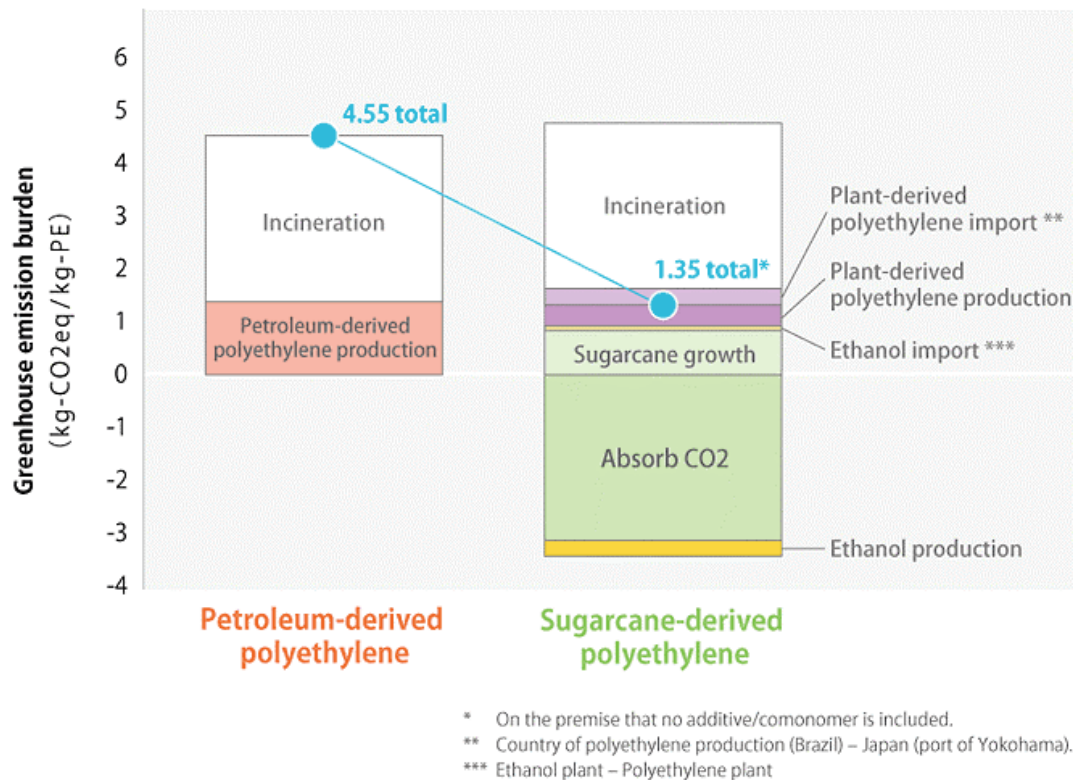 Greenhouse emission burden
(kg-CO2eq/kg-PE)
6
5
4
3
2
1
0
-1
-2
-3
-4
4.55 total
Incineration
Petroleum-derived
polyethylene production
Incineration
1.35 total*
Sugarcane growth
Absorb CO2
Plant-derived
polyethylene import **
Plant-derived
polyethylene production
Ethanol import ***
Ethanol production
Petroleum-derived
polyethylene
Sugarcane-derived
polyethylene
* On the premise that no additive/comonomer is included.
** Country of polyethylene production (Brazil) – Japan (port of Yokohama).
*** Ethanol plant – Polyethylene plant